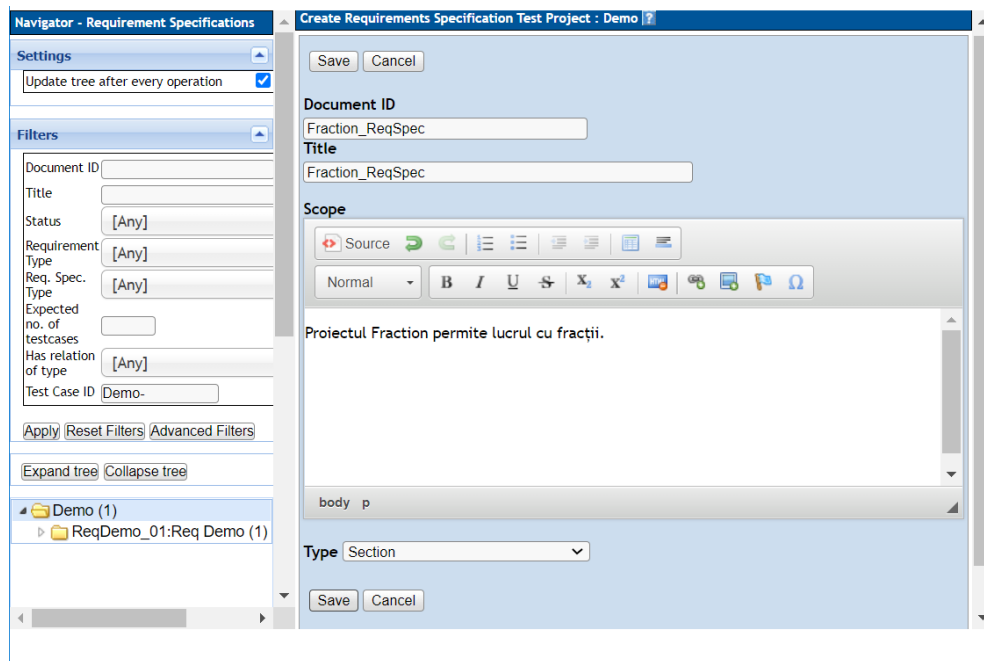 Navigator - Requirement Specifications
Settings
Update tree after every operation
Filters
Document ID
Title
Status [Any]
Requirement
Type [Any]
Req. Spec.
Type [Any]
Expected
no. of
testcases
Has relation
of type [Any]
Test Case ID Demo-
Apply Reset Filters Advanced Filters
Expand tree Collapse tree
Demo (1)
ReqDemo_01:Req Demo (1)
Create Requirements Specification Test Project : Demo ?
Save Cancel
Document ID
Fraction_ReqSpec
Title
Fraction_ReqSpec
Scope
Source
Normal B I U S X₂ X² Ω
Proiectul Fraction permite lucrul cu fracții.
body p
Type Section
Save Cancel